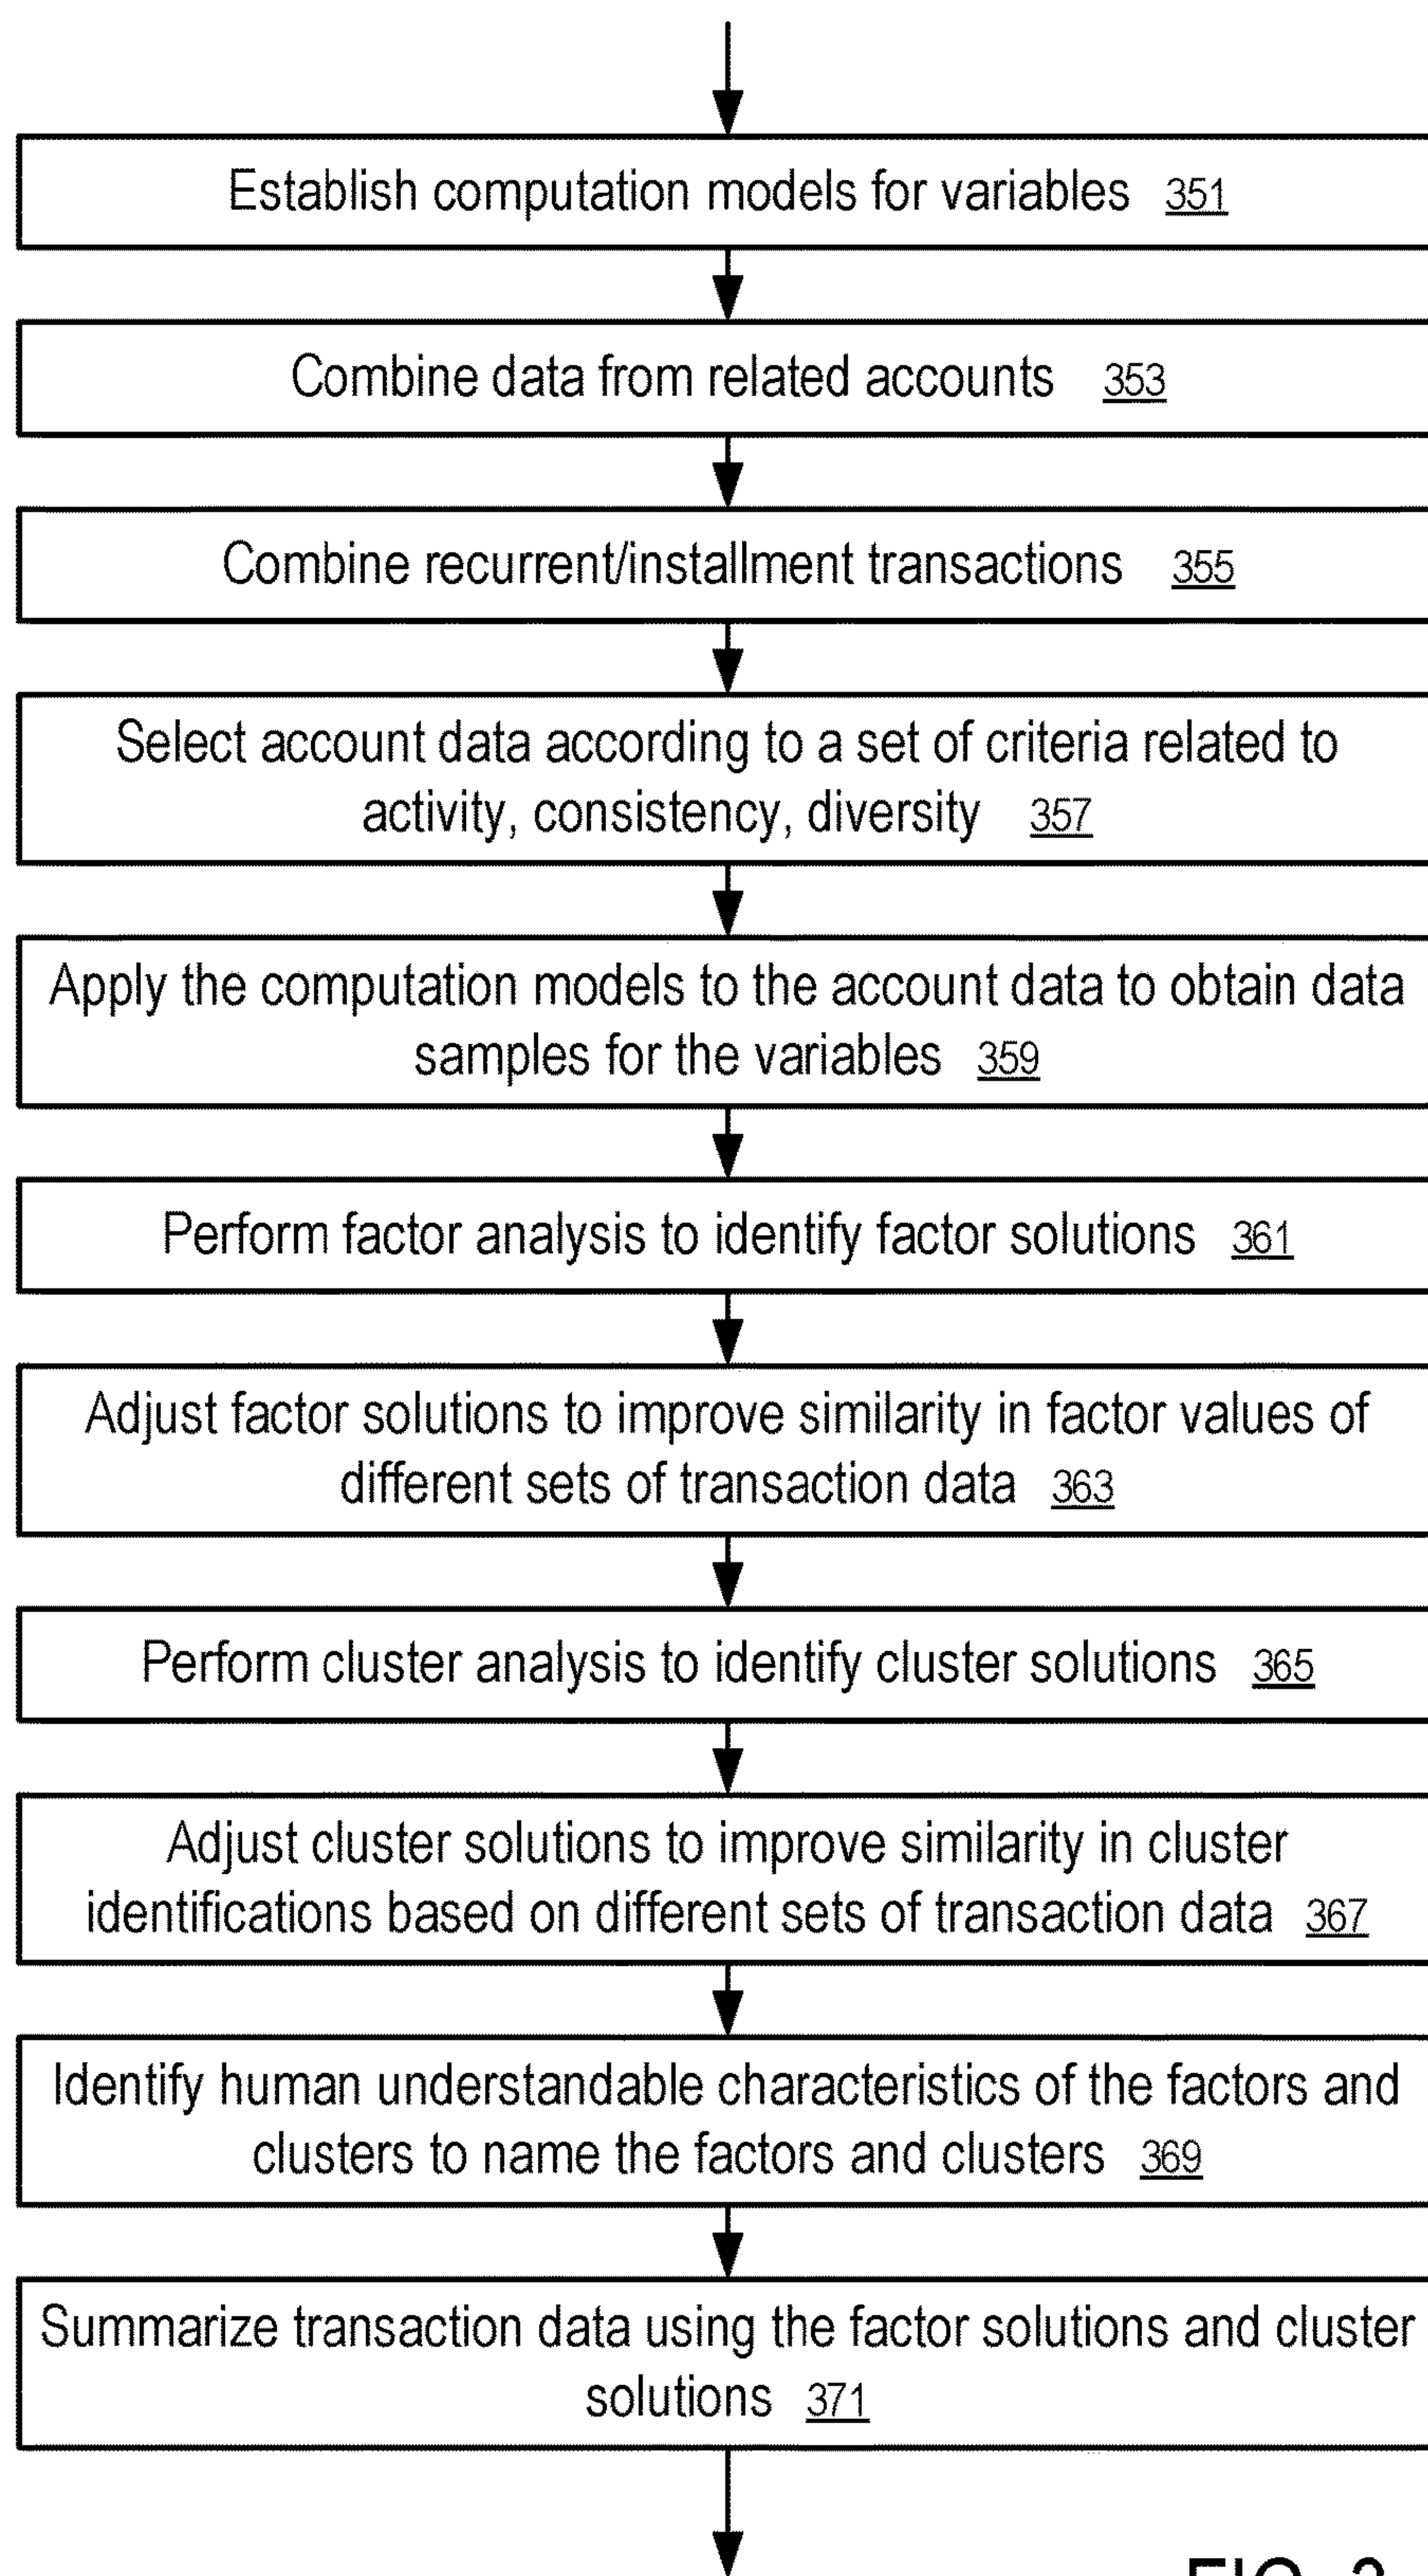 Establish computation models for variables 351
Combine data from related accounts 353
Combine recurrent/installment transactions 355
Select account data according to a set of criteria related to
activity, consistency, diversity 357
Apply the computation models to the account data to obtain data
samples for the variables 359
Perform factor analysis to identify factor solutions 361
Adjust factor solutions to improve similarity in factor values of
different sets of transaction data 363
Perform cluster analysis to identify cluster solutions 365
Adjust cluster solutions to improve similarity in cluster
identifications based on different sets of transaction data 367
Identify human understandable characteristics of the factors and
clusters to name the factors and clusters 369
Summarize transaction data using the factor solutions and cluster
solutions 371
FIG. 3